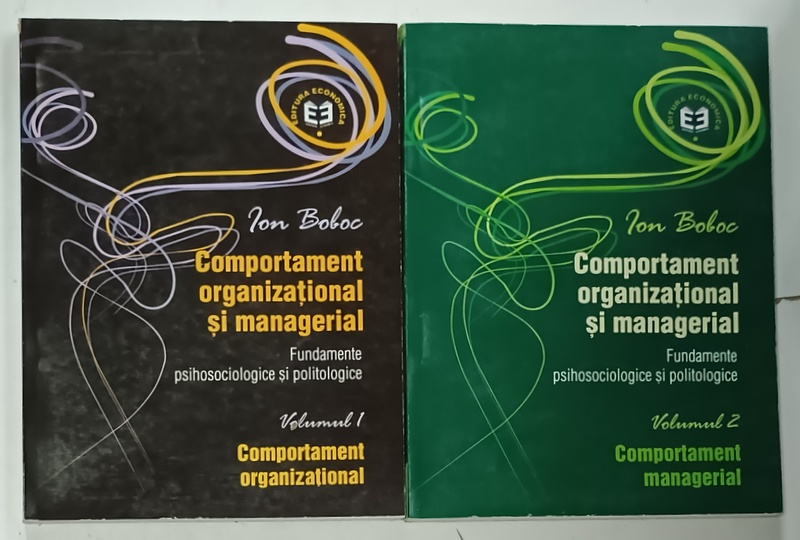 EDITURA ECONOMICA
Ion Boboc
Comportament
organizațional
și managerial
Fundamente
psihosociologice și politologice
Volumul 1
Comportament
organizațional
EDITURA ECONOMICA
Ion Boboc
Comportament
organizațional
și managerial
Fundamente
psihosociologice și politologice
Volumul 2
Comportament
managerial